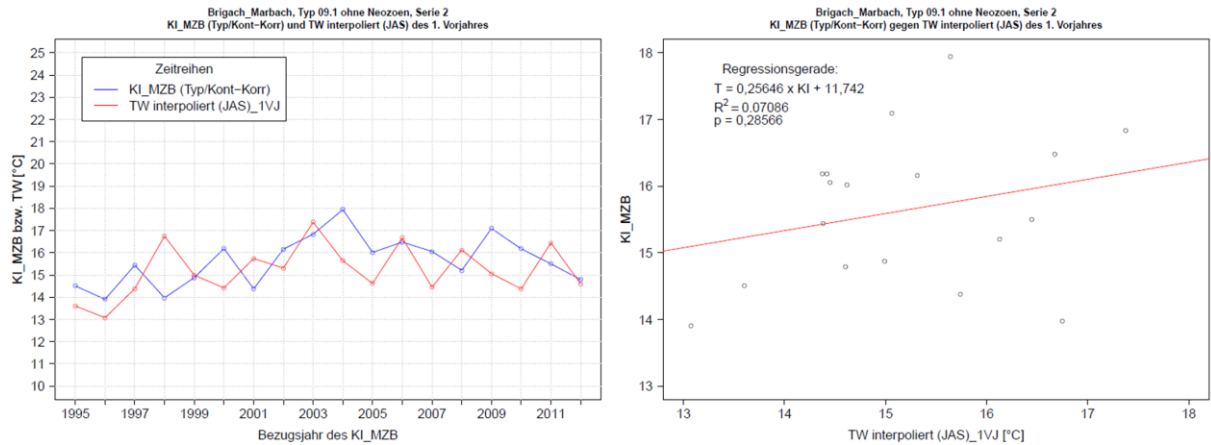 Brigach_Marbach, Typ 09.1 ohne Neozoen, Serie 2
KI_MZB (Typ/Kont−Korr) und TW interpoliert (JAS) des 1. Vorjahres
KI_MZB bzw. TW [°C]
25
24
23
22
21
20
19
18
17
16
15
14
13
12
11
10
Zeitreihen
KI_MZB (Typ/Kont−Korr)
TW interpoliert (JAS)_1VJ
1995 1997 1999 2001 2003 2005 2007 2009 2011
Bezugsjahr des KI_MZB
Brigach_Marbach, Typ 09.1 ohne Neozoen, Serie 2
KI_MZB (Typ/Kont−Korr) gegen TW interpoliert (JAS) des 1. Vorjahres
KI_MZB
18
17
16
15
14
13
Regressionsgerade:
T = 0,25646 x KI + 11,742
R² = 0.07086
p = 0,28566
13 14 15 16 17 18
TW interpoliert (JAS)_1VJ [°C]